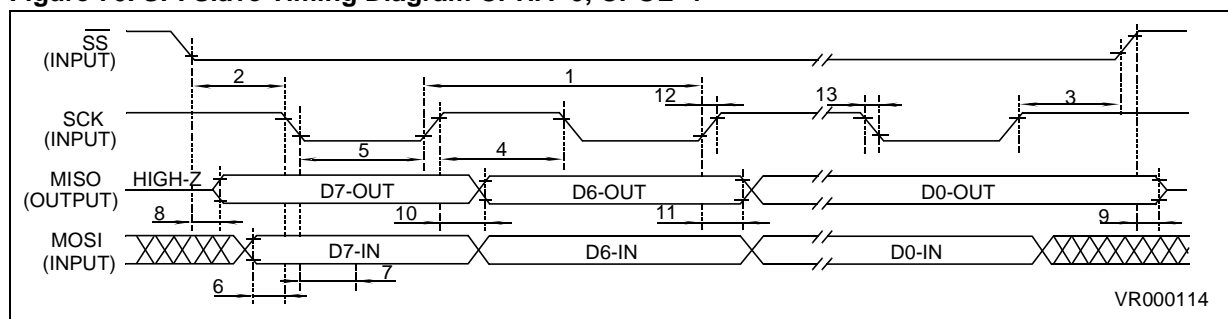 Figure SPI Slave Timing Diagram CPHA=0, CPOL=1
SS
(INPUT)
2
1
12
13
3
SCK
(INPUT)
5
4
MISO
(OUTPUT)
HIGH-Z
D7-OUT
D6-OUT
D0-OUT
8
10
11
9
MOSI
(INPUT)
D7-IN
D6-IN
D0-IN
6
7
VR000114